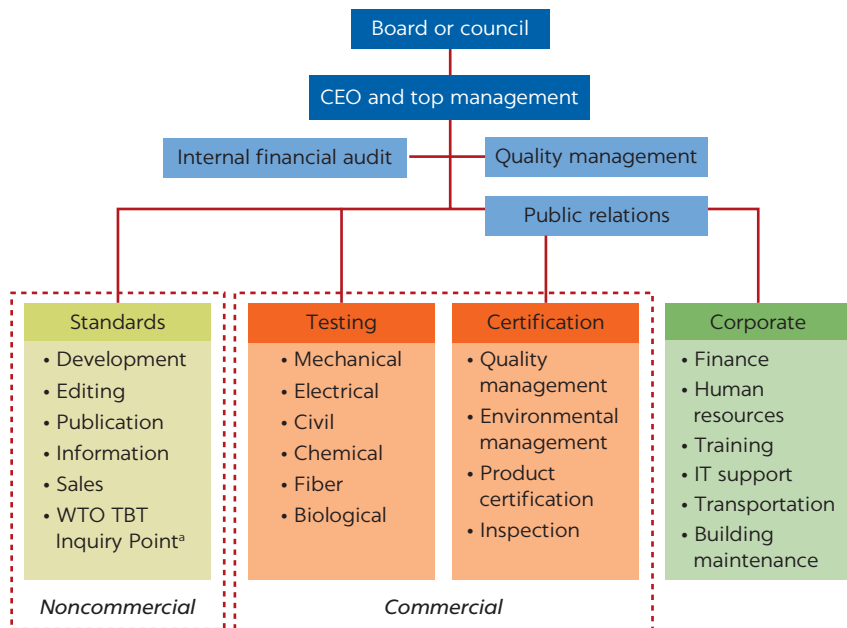 Board or council
CEO and top management
Internal financial audit
Quality management
Public relations
Standards
• Development
• Editing
• Publication
• Information
• Sales
• WTO TBT
Inquiry Pointᵃ
Noncommercial
Testing
• Mechanical
• Electrical
• Civil
• Chemical
• Fiber
• Biological
Certification
• Quality
management
• Environmental
management
• Product
certification
• Inspection
Commercial
Corporate
• Finance
• Human
resources
• Training
• IT support
• Transportation
• Building
maintenance